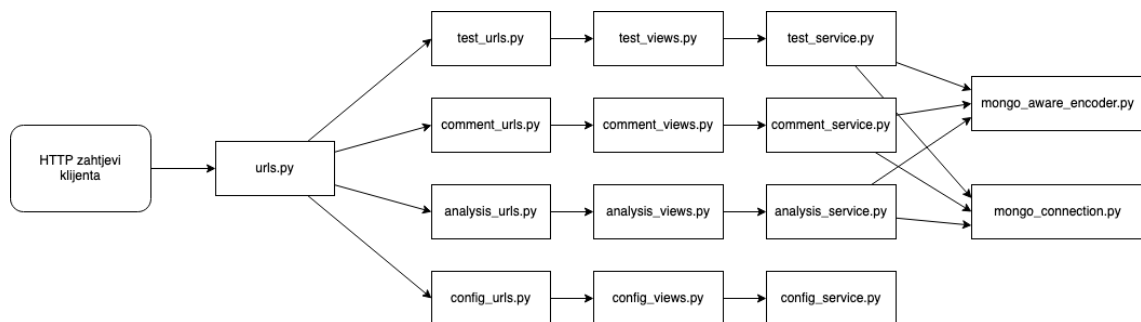 HTTP zahtjevi
klijenta
urls.py
test_urls.py
test_views.py
test_service.py
comment_urls.py
comment_views.py
comment_service.py
analysis_urls.py
analysis_views.py
analysis_service.py
config_urls.py
config_views.py
config_service.py
mongo_aware_encoder.py
mongo_connection.py